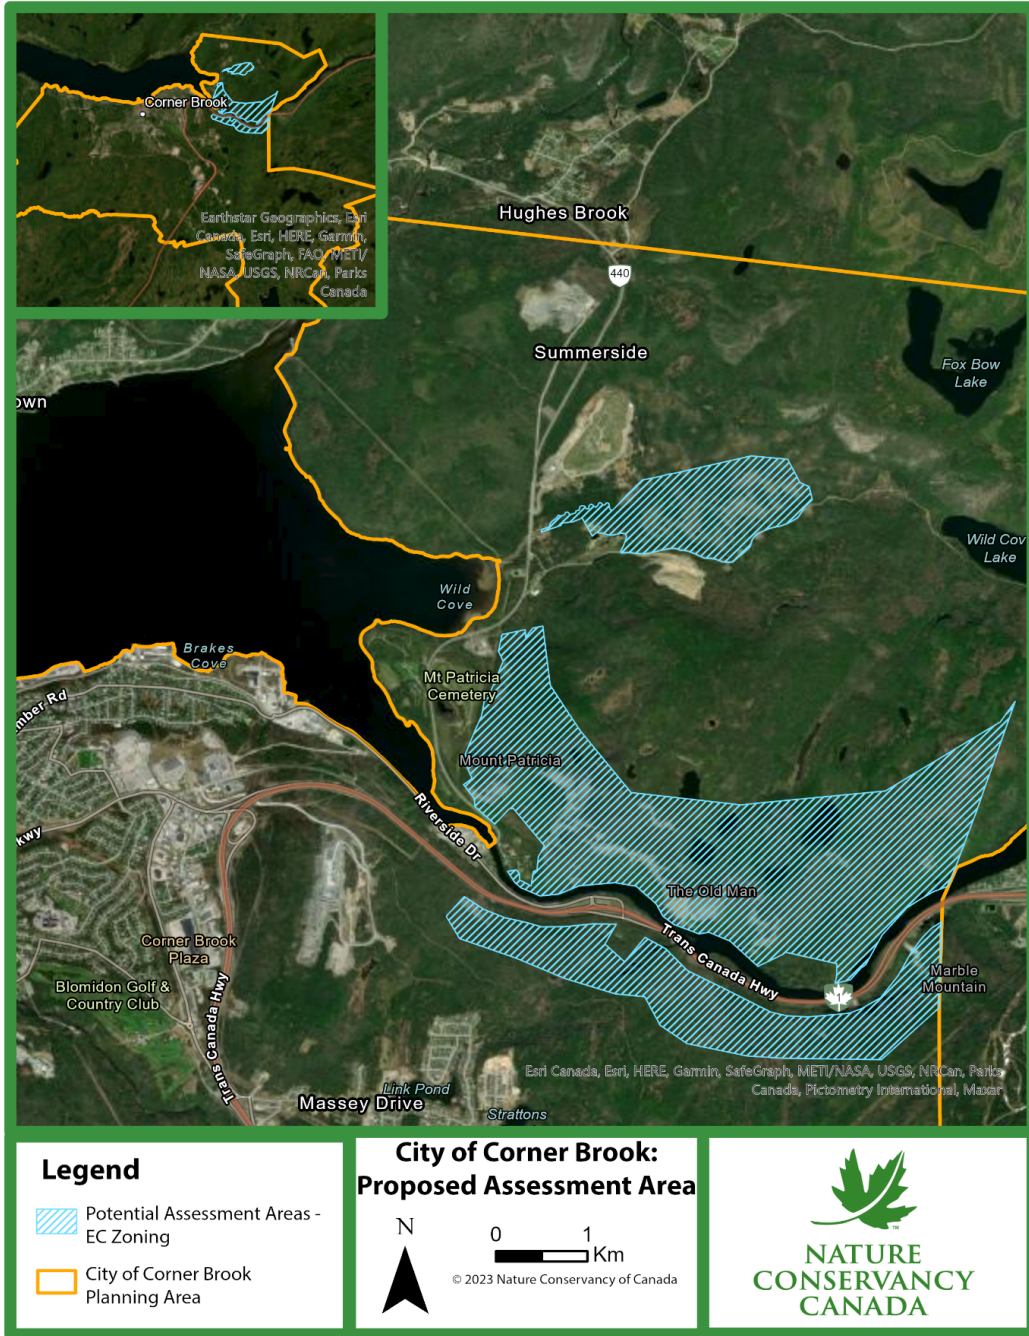 Corner Brook
Earthstar Geographics, Esri
Canada, Esri, HERE, Garmin,
SafeGraph, FAO, METI/
NASA, USGS, NRCan, Parks
Canada
Hughes Brook
440
Summerside
Fox Bow
Lake
own
Wild Cov
Lake
Wild
Cove
Brakes
Cove
Mt Patricia
Cemetery
mber Rd
Mount Patricia
Riverside Dr
kwy
The Old Man
Trans Canada Hwy
1
Marble
Mountain
Corner Brook
Plaza
Blomidon Golf &
Country Club
Trans Canada Hwy
Esri Canada, Esri, HERE, Garmin, SafeGraph, METI/NASA, USGS, NRCan, Parks
Canada, Pictometry International, Maxar
Link Pond
Massey Drive
Strattons
Legend
Potential Assessment Areas -
EC Zoning
City of Corner Brook
Planning Area
City of Corner Brook:
Proposed Assessment Area
N
0 1
Km
© 2023 Nature Conservancy of Canada
TM
NATURE
CONSERVANCY
CANADA